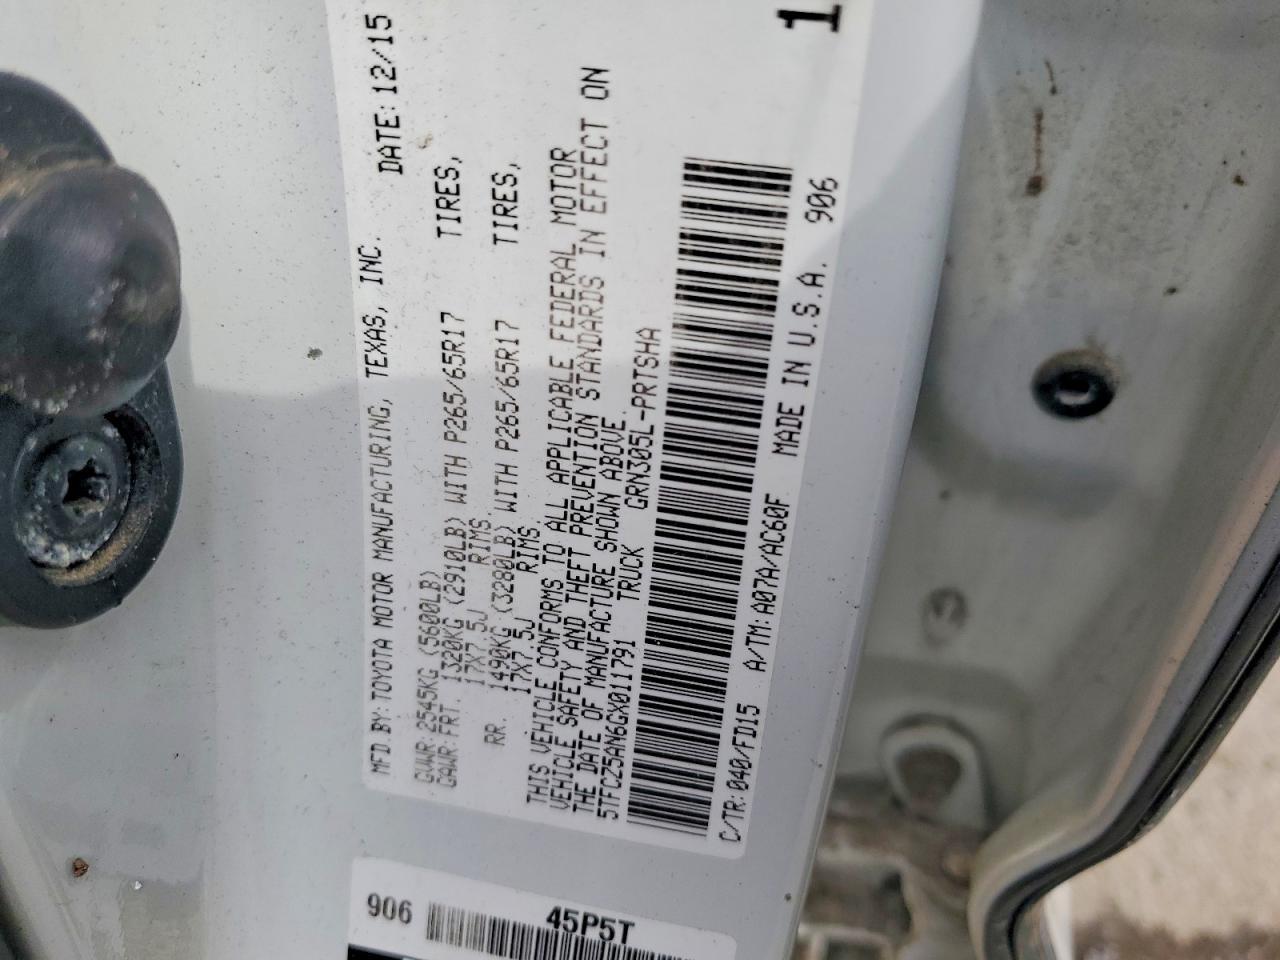 MFD BY: TOYOTA MOTOR MANUFACTURING, TEXAS, INC. DATE: 12/15
GVWR: 2545KG (5600LB)
GAWR: FRT. 1320KG (2910LB) WITH P265/65R17 TIRES,
17X7.5J RIMS
RR. 1490KG (3280LB) WITH P265/65R17 TIRES,
17X7.5J RIMS
THIS VEHICLE CONFORMS TO ALL APPLICABLE FEDERAL MOTOR
VEHICLE SAFETY AND THEFT PREVENTION STANDARDS IN EFFECT ON
THE DATE OF MANUFACTURE SHOWN ABOVE.
5TFCZ5AN6GX011791 TRUCK GRN305L-PRTSHA
C/TR: 040/FD15 A/TM: A07A/AC60F MADE IN U.S.A. 906
1
906 45P5T